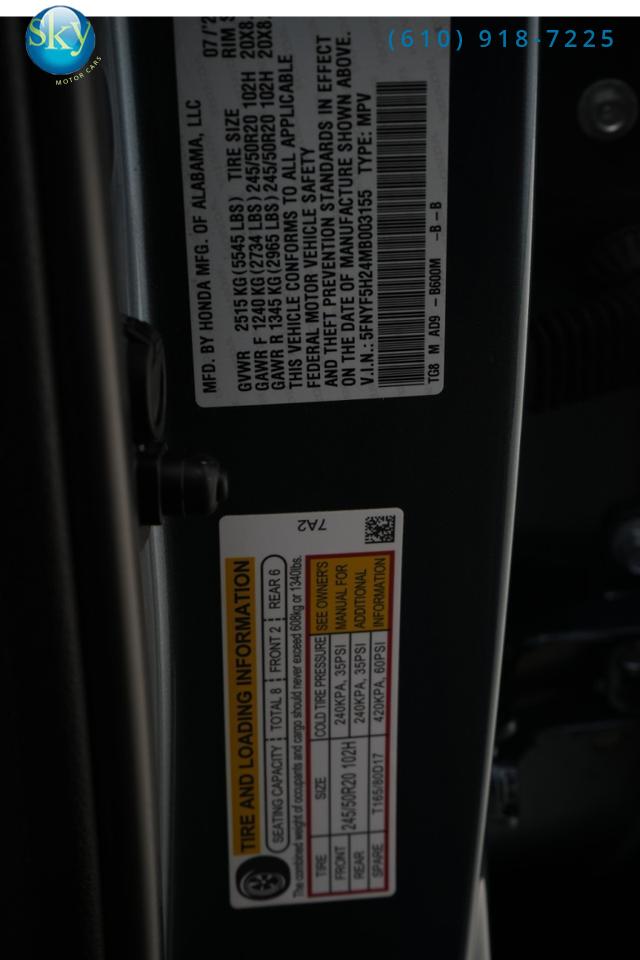 Sky
MOTOR CARS
(610) 918-7225
MFD. BY HONDA MFG. OF ALABAMA, LLC 07/'2
TIRE SIZE RIM S
GVWR 2515 KG (5545 LBS)
GAWR F 1240 KG (2734 LBS) 245/50R20 102H 20X8.
GAWR R 1345 KG (2965 LBS) 245/50R20 102H 20X8.
THIS VEHICLE CONFORMS TO ALL APPLICABLE
FEDERAL MOTOR VEHICLE SAFETY
AND THEFT PREVENTION STANDARDS IN EFFECT
ON THE DATE OF MANUFACTURE SHOWN ABOVE.
V.I.N.: 5FNYF5H24MB003155 TYPE: MPV
TG8 M AD9 - B600M -B-B
7A2
TIRE AND LOADING INFORMATION
SEATING CAPACITY TOTAL 8 FRONT 2 REAR 6
The combined weight of occupants and cargo should never exceed 608kg or 1340lbs.
TIRE SIZE COLD TIRE PRESSURE SEE OWNER'S
FRONT 245/50R20 102H 240KPA, 35PSI MANUAL FOR
REAR 240KPA, 35PSI ADDITIONAL
SPARE T165/80D17 420KPA, 60PSI INFORMATION